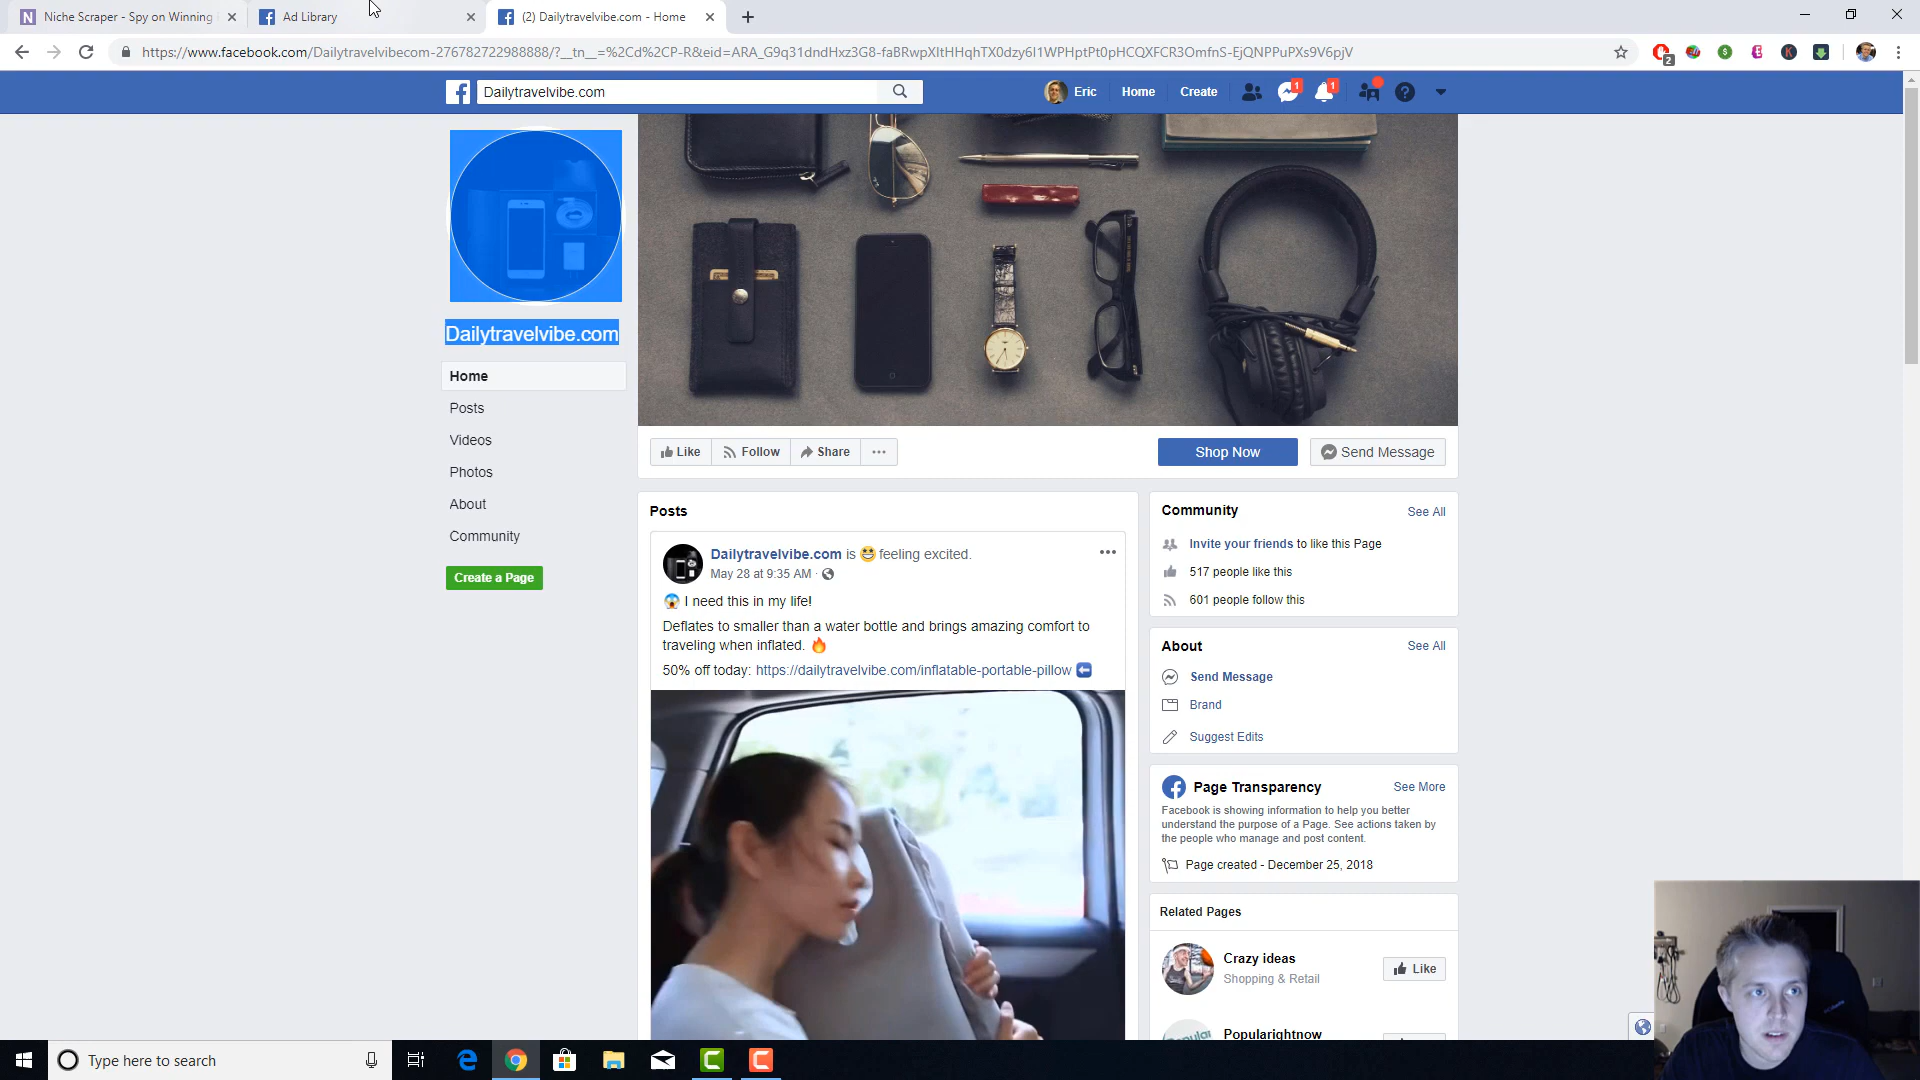 Niche Scraper - Spy on Winning
Ad Library
(2) Dailytravelvibe.com - Home
https://www.facebook.com/Dailytravelvibecom-276782722988888/?__tn__=%2Cd%2CP-R&eid=ARA_G9q31dndHxz3G8-faBRwpXItHHqhTX0dzy6l1WPHptPt0pHCQXFCR3OmfnS-EjQNPPuPXs9V6pjV
2
Dailytravelvibe.com
Eric
Home
Create
1
1
Dailytravelvibe.com
Home
Posts
Videos
Photos
About
Community
Create a Page
Like
Follow
Share
Shop Now
Send Message
Posts
Dailytravelvibe.com is 😀 feeling excited.
May 28 at 9:35 AM ·
😱 I need this in my life!
Deflates to smaller than a water bottle and brings amazing comfort to
traveling when inflated. 🔥
50% off today: https://dailytravelvibe.com/inflatable-portable-pillow ⬅
Community
See All
Invite your friends to like this Page
517 people like this
601 people follow this
About
See All
Send Message
Brand
Suggest Edits
Page Transparency
See More
Facebook is showing information to help you better
understand the purpose of a Page. See actions taken by
the people who manage and post content.
Page created - December 25, 2018
Related Pages
Crazy ideas
Shopping & Retail
Like
Popularightnow
Type here to search